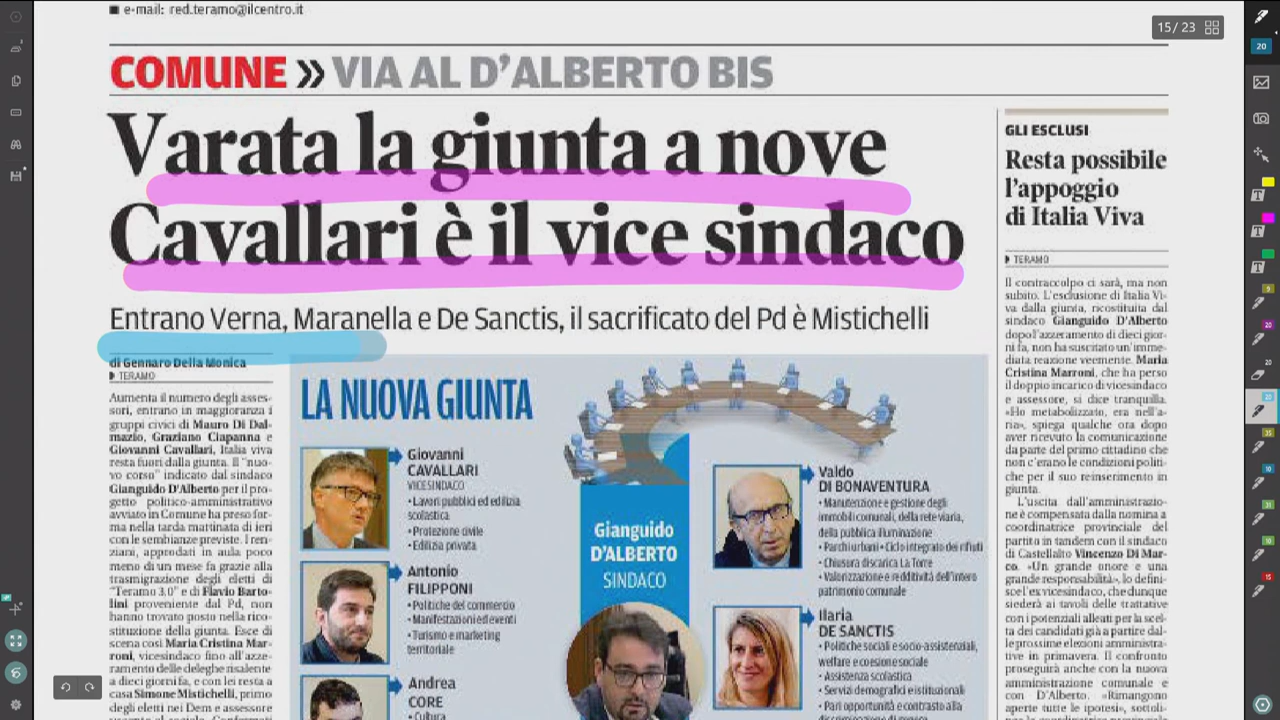 ■ e-mail: red.teramo@ilcentro.it
15 / 23
COMUNE » VIA AL D'ALBERTO BIS
Varata la giunta a nove
Cavallari è il vice sindaco
Entrano Verna, Maranella e De Sanctis, il sacrificato del Pd è Mistichelli
di Gennaro Della Monica
TERAMO
Aumenta il numero degli asses-
sori, entrano in maggioranza i
gruppi civici di Mauro Di Dal-
mazio, Graziano Ciapanna e
Giovanni Cavallari, Italia viva
resta fuori dalla giunta. Il "nuo-
vo corso" indicato dal sindaco
Gianguido D'Alberto per il pro-
getto politico-amministrativo
avviato in Comune ha preso for-
ma nella tarda mattinata di ieri
con le sembianze previste. I ren-
ziani, approdati in aula poco
meno di un mese fa grazie alla
trasmigrazione degli eletti di
"Teramo 3.0" e di Flavio Barto-
lini proveniente dal Pd, non
hanno trovato posto nella rico-
stituzione della giunta. Esce di
scena così Maria Cristina Mar-
roni, vicesindaco fino all'azze-
ramento delle deleghe risalente
a dieci giorni fa, e con lei resta a
casa Simone Mistichelli, primo
degli eletti nei Dem e assessore
LA NUOVA GIUNTA
Giovanni
CAVALLARI
VICESINDACO
• Lavori pubblici ed edilizia
scolastica
• Protezione civile
• Edilizia privata
Antonio
FILIPPONI
• Politiche del commercio
• Manifestazioni ed eventi
• Turismo e marketing
territoriale
Andrea
CORE
• Cultura
Gianguido
D'ALBERTO
SINDACO
Valdo
DI BONAVENTURA
• Manutenzione e gestione degli
immobili comunali, della rete viaria,
della pubblica illuminazione
• Parchi urbani • Ciclo integrato dei rifiuti
• Chiusura discarica La Torre
• Valorizzazione e redditività dell'intero
patrimonio comunale
Ilaria
DE SANCTIS
• Politiche sociali e socio-assistenziali,
welfare e coesione sociale
• Assistenza scolastica
• Servizi demografici e istituzionali
• Pari opportunità e contrasto alla
GLI ESCLUSI
Resta possibile
l'appoggio
di Italia Viva
TERAMO
Il contraccolpo ci sarà, ma non
subito. L'esclusione di Italia Vi-
va dalla giunta, ricostituita dal
sindaco Gianguido D'Alberto
dopo l'azzeramento di dieci gior-
ni fa, non ha suscitato un'imme-
diata reazione veemente. Maria
Cristina Marroni, che ha perso
il doppio incarico di vicesindaco
e assessore, si dice tranquilla.
«Ho metabolizzato, era nell'a-
ria», spiega qualche ora dopo
aver ricevuto la comunicazione
da parte del primo cittadino che
non c'erano le condizioni politi-
che per il suo reinserimento in
giunta.
L'uscita dall'amministrazio-
ne è compensata dalla nomina a
coordinatrice provinciale del
partito in tandem con il sindaco
di Castellalto Vincenzo Di Mar-
co. «Un grande onore e una
grande responsabilità», lo defini-
sce l'ex vicesindaco, che dunque
siederà ai tavoli delle trattative
con i potenziali alleati per la scel-
ta dei candidati già a partire dal-
le prossime elezioni amministra-
tive in primavera. Il confronto
proseguirà anche con la nuova
amministrazione comunale e
con D'Alberto. «Rimangono
aperte tutte le ipotesi», sottoli-